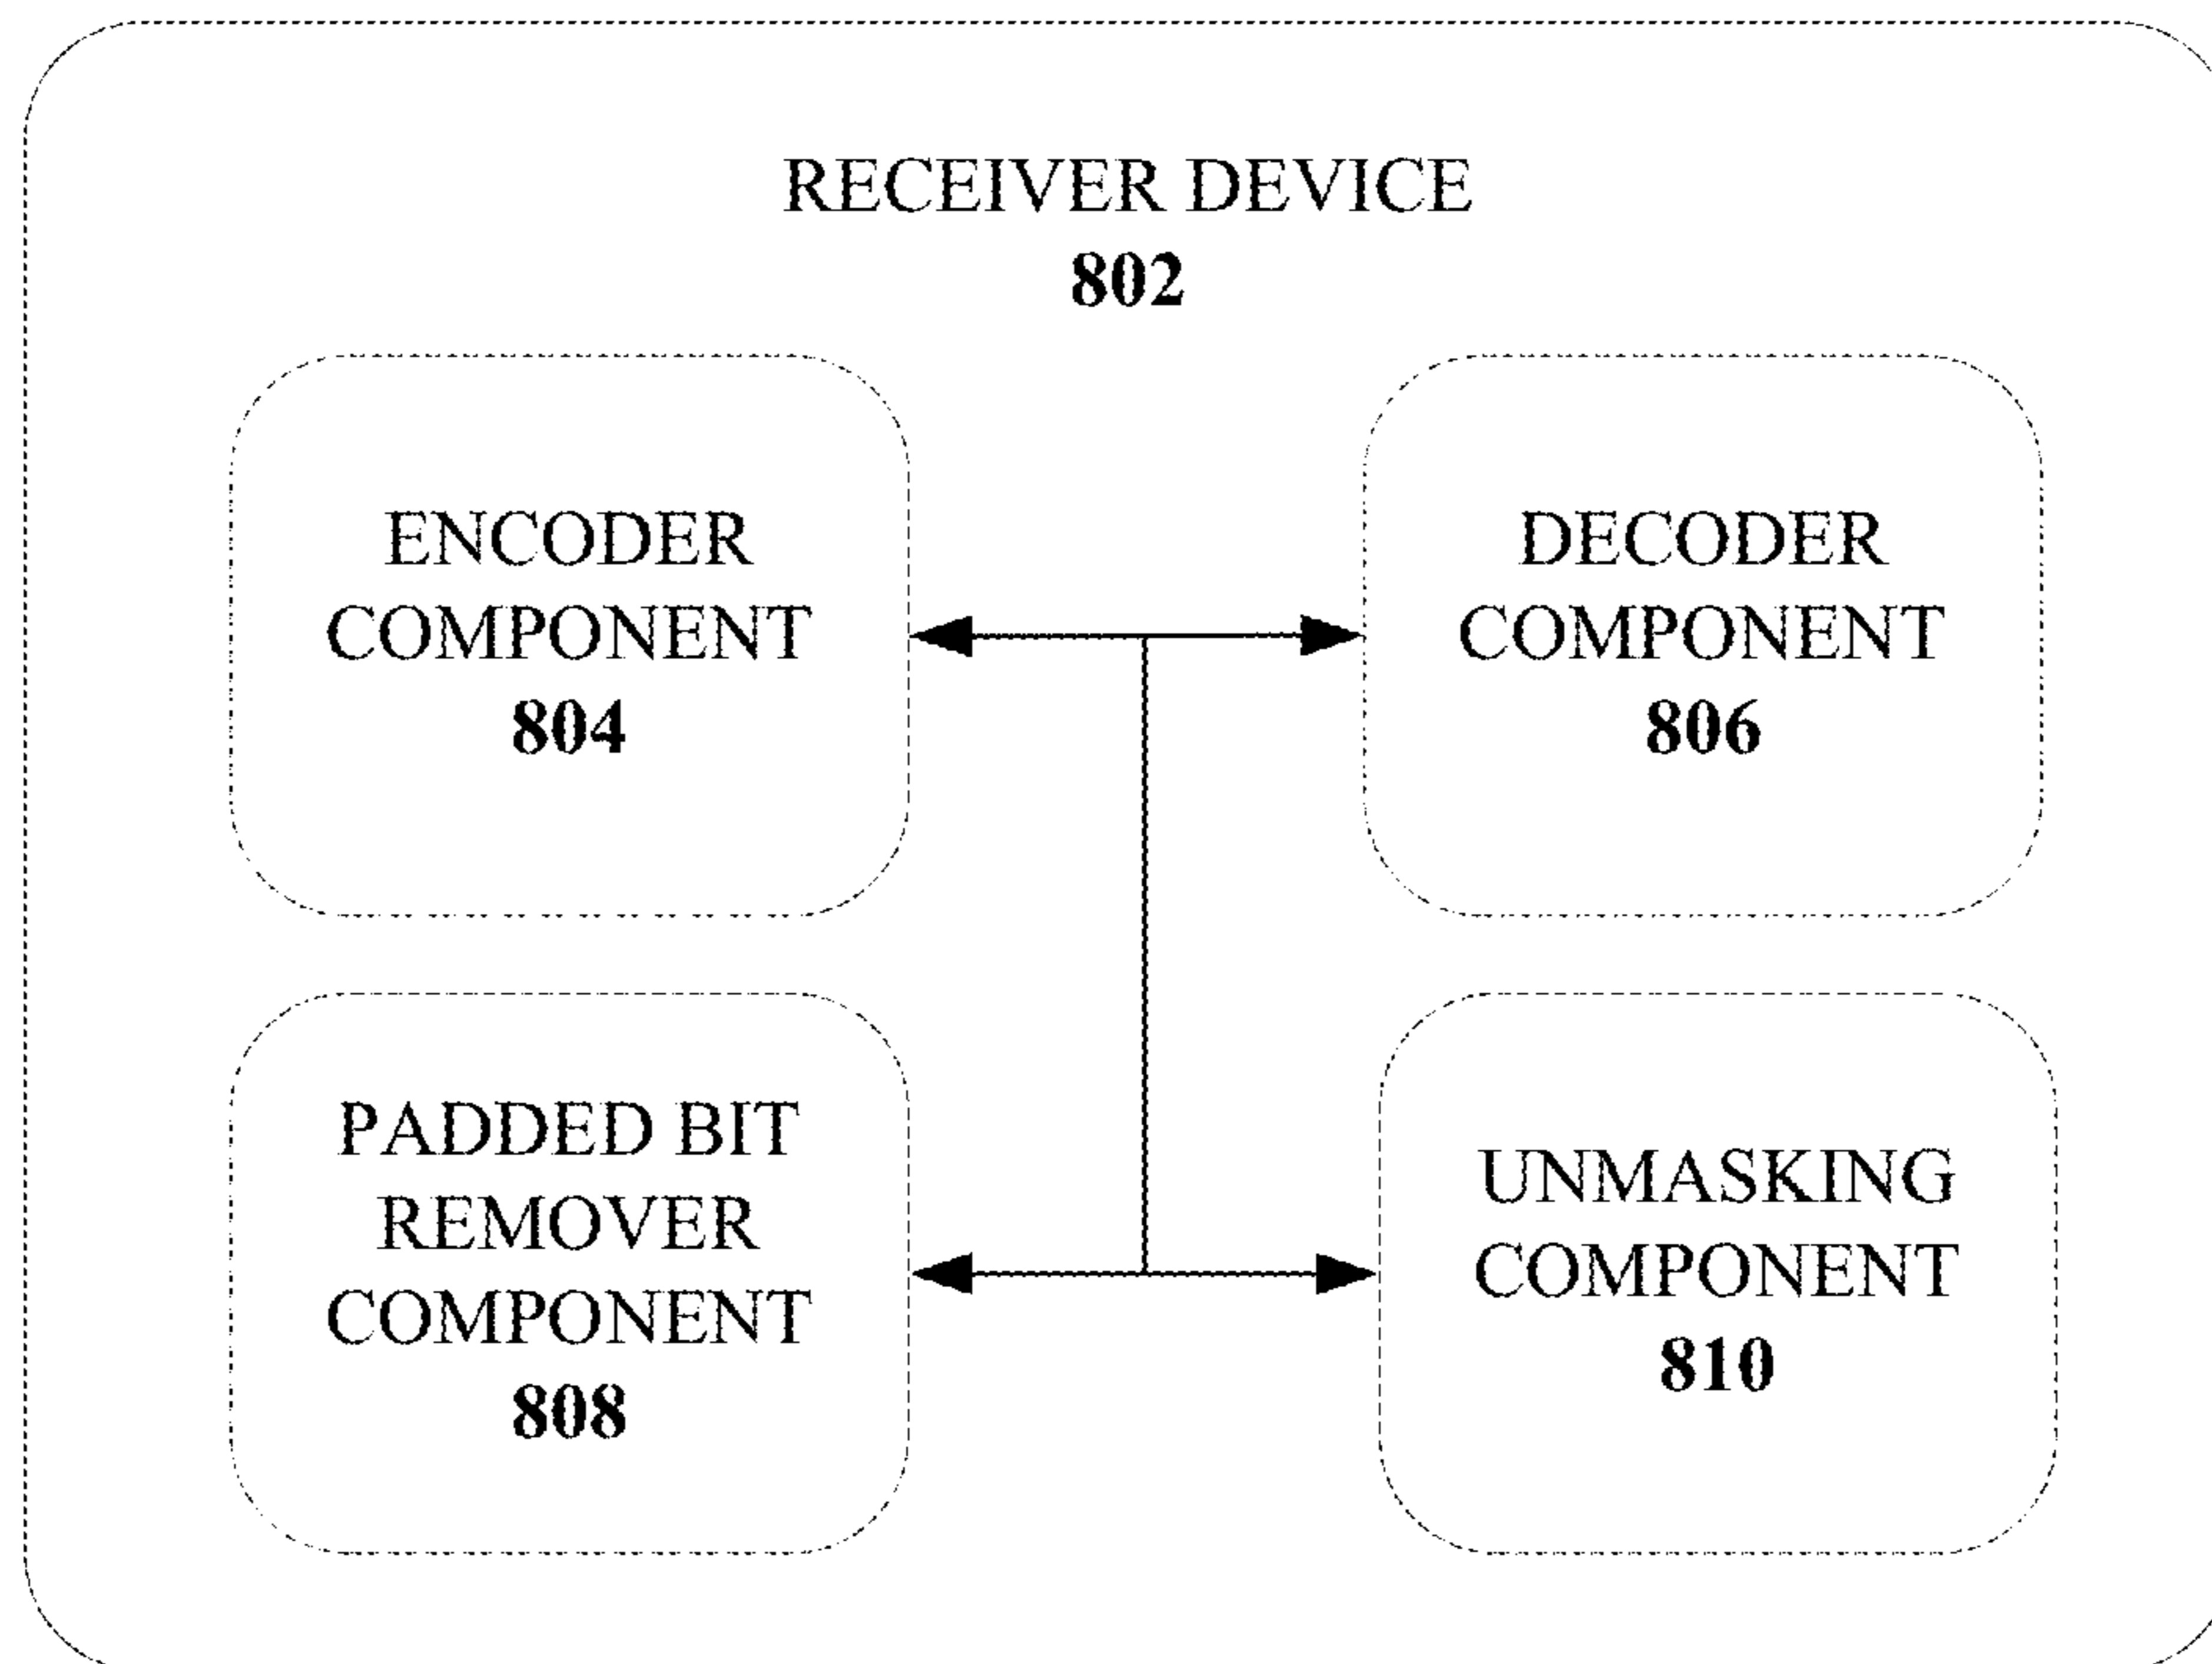 RECEIVER DEVICE
802
ENCODER
COMPONENT
804
DECODER
COMPONENT
806
PADDED BIT
REMOVER
COMPONENT
808
UNMASKING
COMPONENT
810